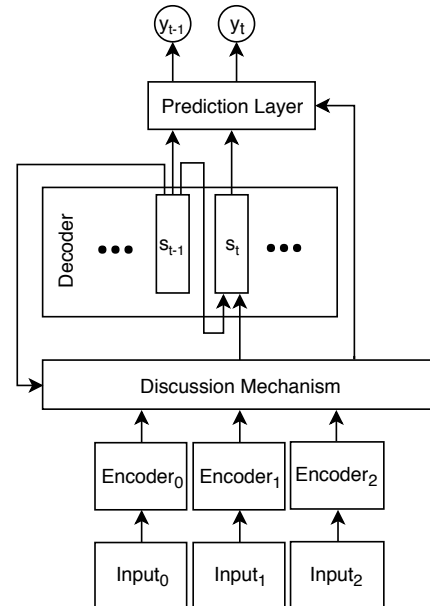 y_{t-1} y_t
Prediction Layer
Decoder
s_{t-1} s_t
Discussion Mechanism
Encoder_0 Encoder_1 Encoder_2
Input_0 Input_1 Input_2